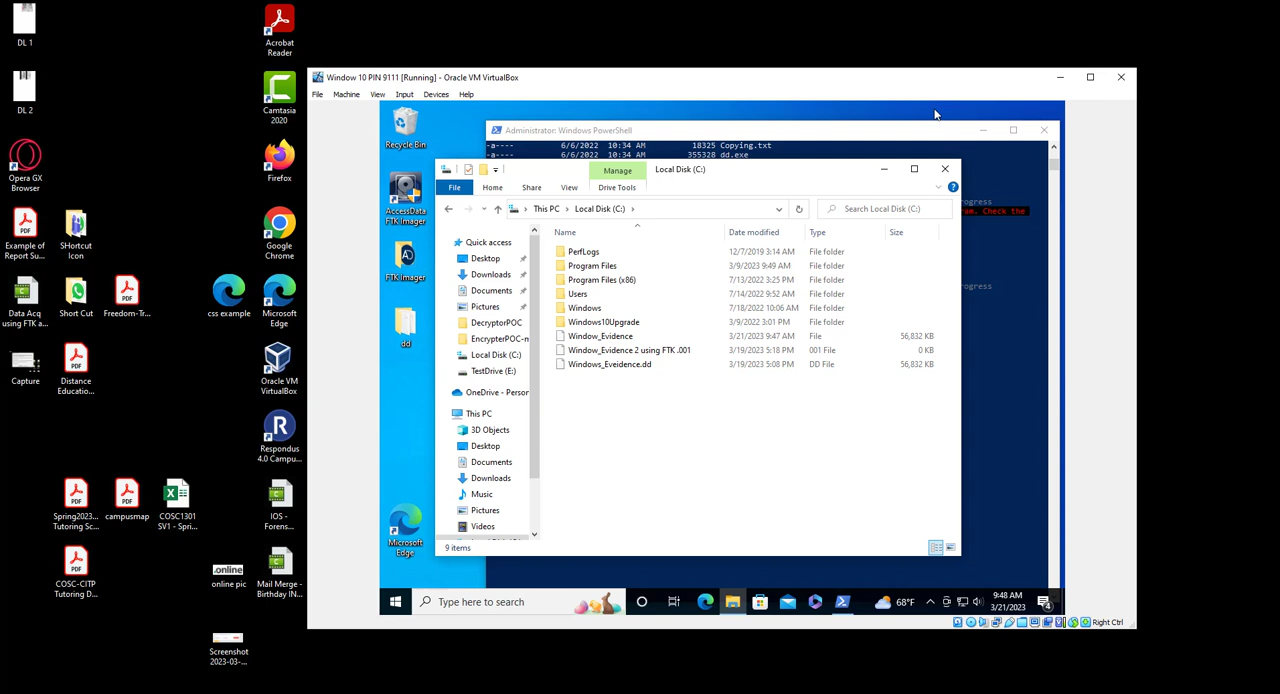 DL 1
Acrobat
Reader
DL 2
Camtasia
2020
Opera GX
Browser
Firefox
Example of
Report Su...
SHortcut
Icon
Google
Chrome
Data Acq
using FTK a...
Short Cut
Freedom-Tr...
css example
Microsoft
Edge
Capture
Distance
Educatio...
Oracle VM
VirtualBox
Respondus
4.0 Campu...
Spring2023...
Tutoring Sc...
campusmap
COSC1301
SV1 - Spri...
IOS -
Forens...
COSC-CITP
Tutoring D...
.online
online pic
Mail Merge -
Birthday IN...
Screenshot
2023-03-...
Window 10 PIN 9111 [Running] - Oracle VM VirtualBox
File Machine View Input Devices Help
Recycle Bin
AccessData
FTK Imager
FTK Imager
dd
Microsoft
Edge
Administrator: Windows PowerShell
-a---- 6/6/2022 10:34 AM 18325 Copying.txt
-a---- 6/6/2022 10:34 AM 355328 dd.exe
ogress
am. Check the
ogress
Manage Local Disk (C:)
File Home Share View Drive Tools
This PC Local Disk (C:)
Search Local Disk (C:)
Name Date modified Type Size
PerfLogs 12/7/2019 3:14 AM File folder
Program Files 3/9/2023 9:49 AM File folder
Program Files (x86) 7/13/2022 3:25 PM File folder
Users 7/14/2022 9:52 AM File folder
Windows 7/18/2022 10:06 AM File folder
Windows10Upgrade 3/9/2022 3:01 PM File folder
Window_Evidence 3/21/2023 9:47 AM File 56,832 KB
Window_Evidence 2 using FTK .001 3/19/2023 5:18 PM 001 File 0 KB
Windows_Eveidence.dd 3/19/2023 5:08 PM DD File 56,832 KB
Quick access
Desktop
Downloads
Documents
Pictures
DecryptorPOC
EncrypterPOC-m
Local Disk (C:)
TestDrive (E:)
OneDrive - Person
This PC
3D Objects
Desktop
Documents
Downloads
Music
Pictures
Videos
9 items
Type here to search
68°F
9:48 AM
3/21/2023
4
Right Ctrl